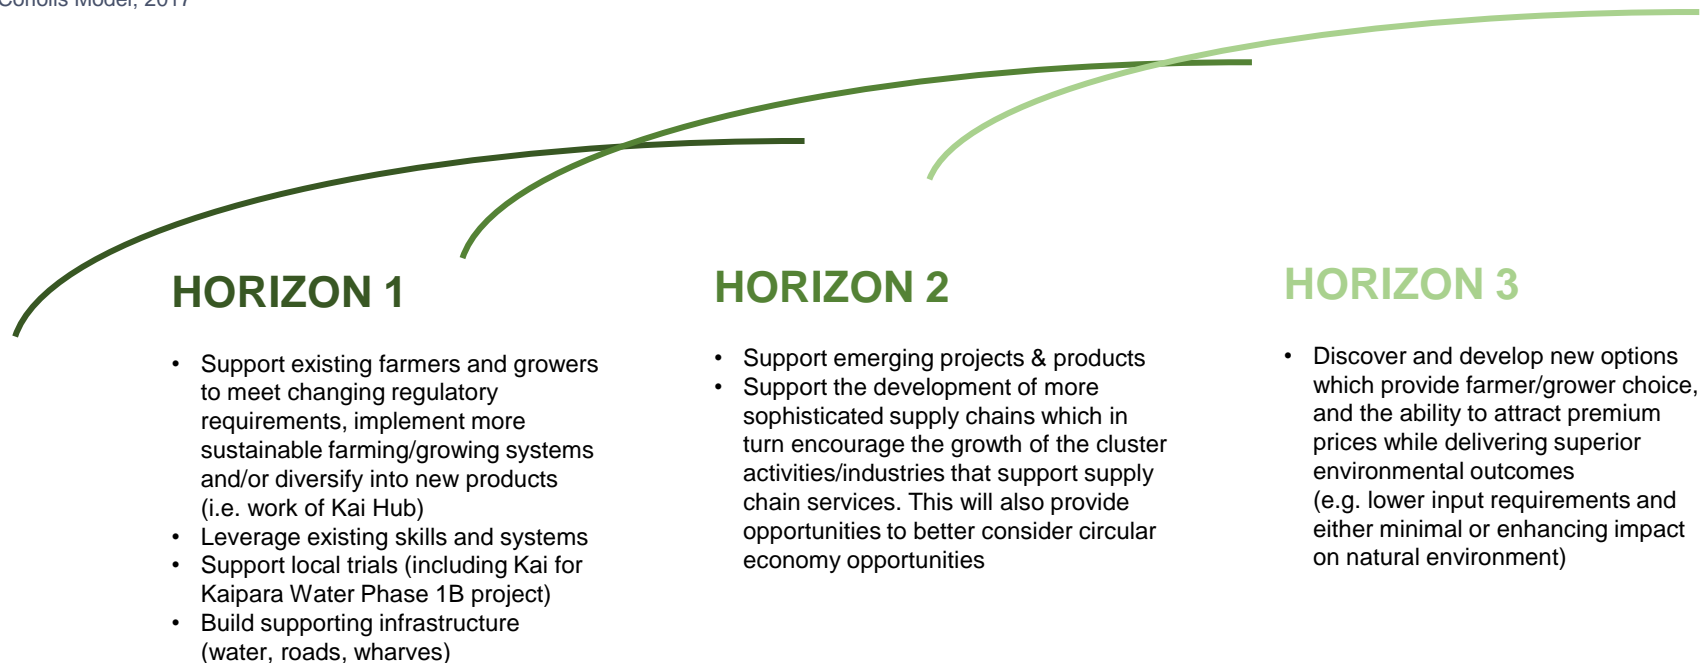 Coriolis Model, 2017
HORIZON 1
• Support existing farmers and growers
to meet changing regulatory
requirements, implement more
sustainable farming/growing systems
and/or diversify into new products
(i.e. work of Kai Hub)
• Leverage existing skills and systems
• Support local trials (including Kai for
Kaipara Water Phase 1B project)
• Build supporting infrastructure
(water, roads, wharves)
HORIZON 2
• Support emerging projects & products
• Support the development of more
sophisticated supply chains which in
turn encourage the growth of the cluster
activities/industries that support supply
chain services. This will also provide
opportunities to better consider circular
economy opportunities
HORIZON 3
• Discover and develop new options
which provide farmer/grower choice,
and the ability to attract premium
prices while delivering superior
environmental outcomes
(e.g. lower input requirements and
either minimal or enhancing impact
on natural environment)